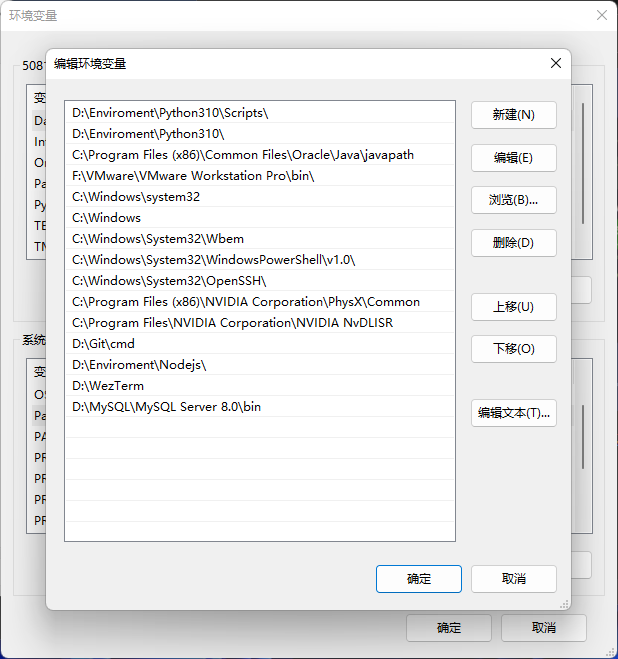 环境变量
编辑环境变量
5081
变
Da
In
Or
Pa
Py
TE
TM
系统
变
OS
Pa
PA
PR
PR
PR
PR
D:\Enviroment\Python310\Scripts\
D:\Enviroment\Python310\
C:\Program Files (x86)\Common Files\Oracle\Java\javapath
F:\VMware\VMware Workstation Pro\bin\
C:\Windows\system32
C:\Windows
C:\Windows\System32\Wbem
C:\Windows\System32\WindowsPowerShell\v1.0\
C:\Windows\System32\OpenSSH\
C:\Program Files (x86)\NVIDIA Corporation\PhysX\Common
C:\Program Files\NVIDIA Corporation\NVIDIA NvDLISR
D:\Git\cmd
D:\Enviroment\Nodejs\
D:\WezTerm
D:\MySQL\MySQL Server 8.0\bin
新建(N)
编辑(E)
浏览(B)...
删除(D)
上移(U)
下移(O)
编辑文本(T)...
确定
取消
确定
取消